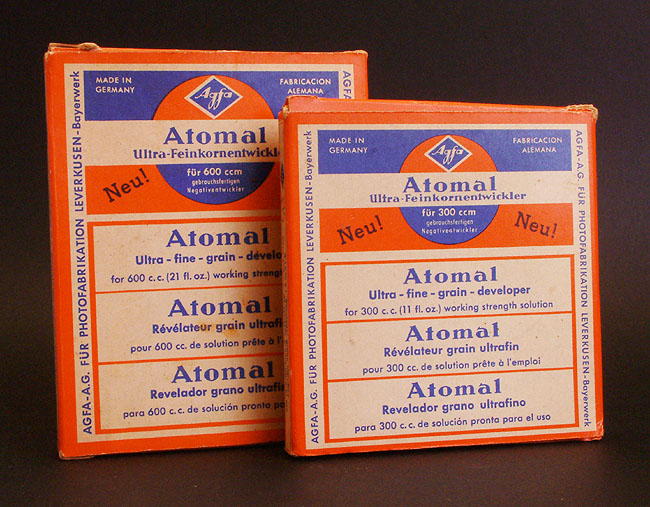 MADE IN
GERMANY
FABRICACION
ALEMANA
Agfa
Atomal
Ultra-Feinkornentwickl
für 600 ccm
gebrauchsfertigen
Negativentwickler
Neu!
Atomal
Ultra - fine - grain - develo
for 600 c.c. (21 fl. oz.) working streng
Atomal
Révélateur grain ultrafi
pour 600 cc. de solution prête à l'
Atomal
Revelador grano ultrafi
para 600 c.c. de solución pronta pa
AGFA-A.G. FÜR PHOTOFABRIKATION LEVERKUSEN-Bayerwerk
AGFA-A
MADE IN
GERMANY
FABRICACION
ALEMANA
Agfa
Atomal
Ultra-Feinkornentwickler
für 300 ccm
gebrauchsfertigen
Negativentwickler
Neu!
Neu!
Atomal
Ultra - fine - grain - developer
for 300 c.c. (11 fl. oz.) working strength solution
Atomal
Révélateur grain ultrafin
pour 300 cc. de solution prête à l'emploi
Atomal
Revelador grano ultrafino
para 300 c.c. de solución pronta para el uso
AGFA-A.G. FÜR PHOTOFABRIKATION LEVERKUSEN-Bayerwerk
AGFA-A.G. FÜR PHOTOFABRIKATION LEVERKUSEN-Bayerwerk